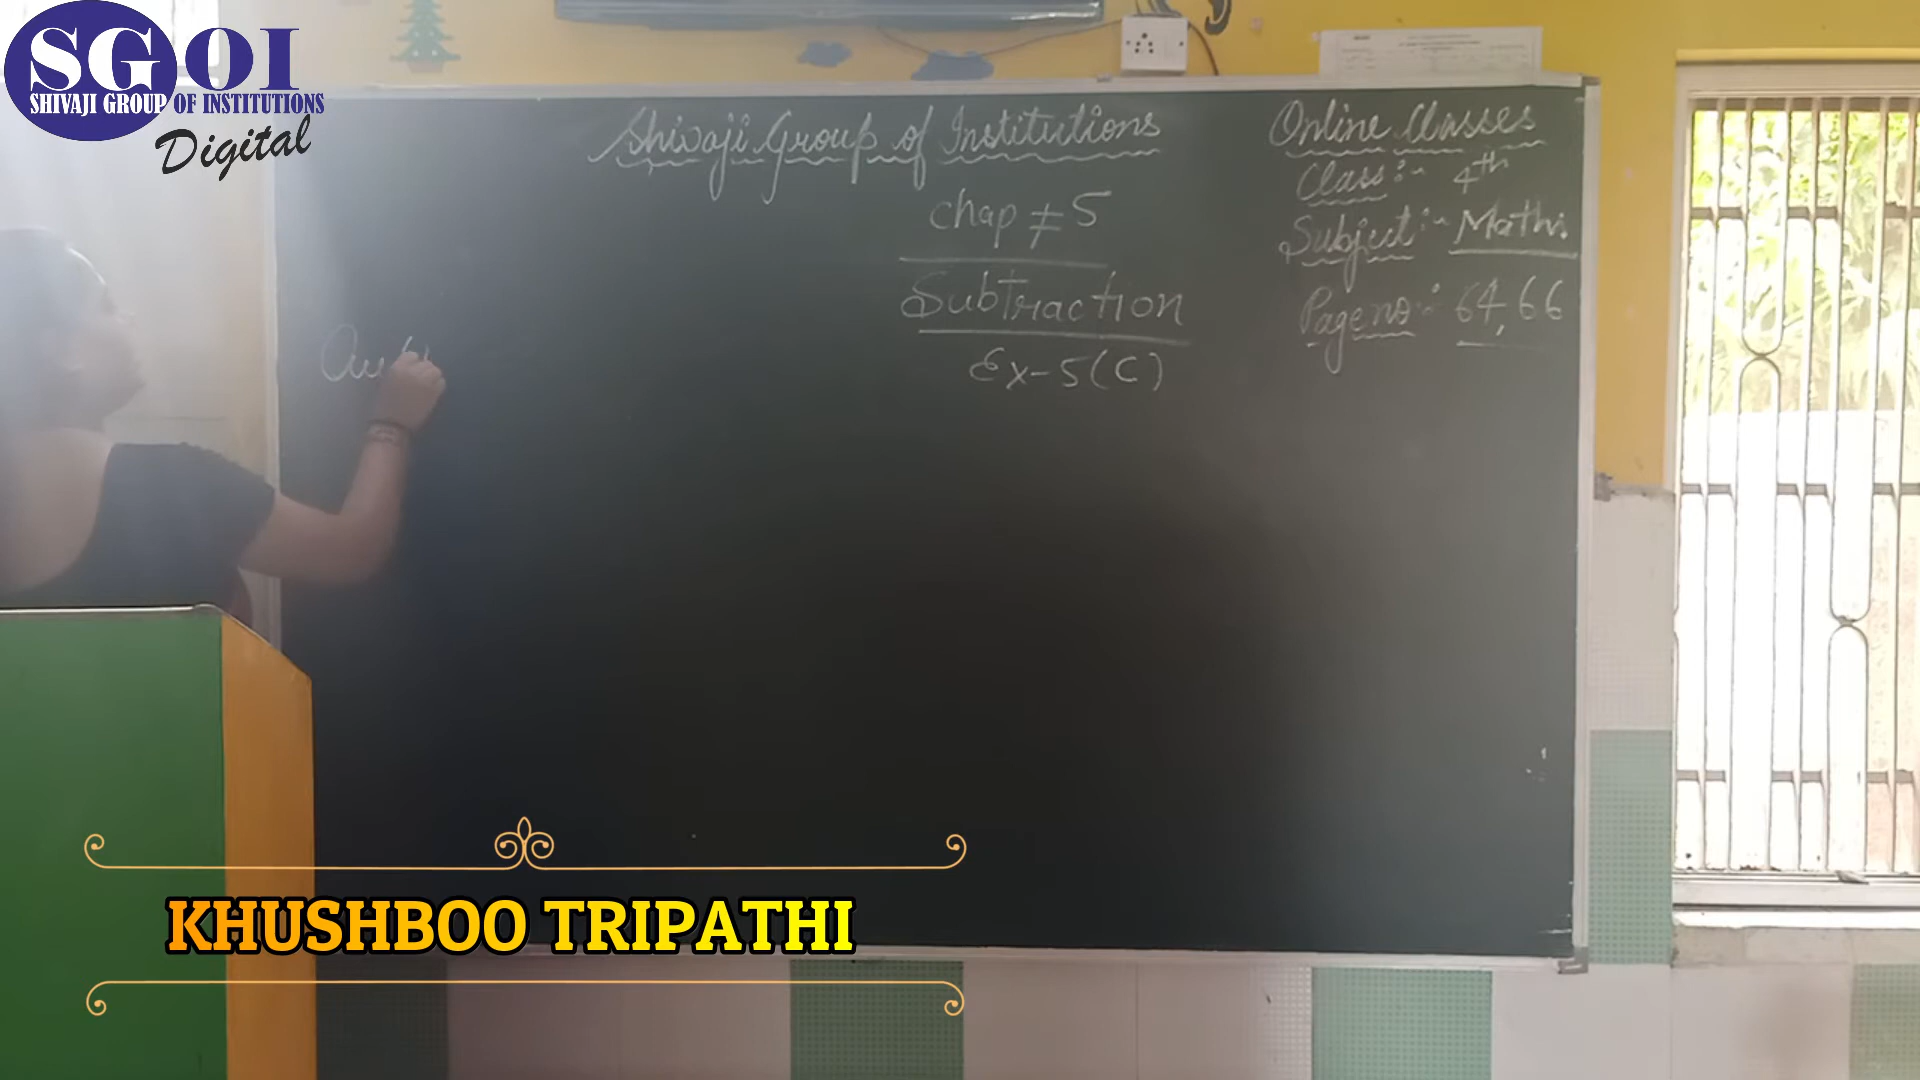 SGOI
SHIVAJI GROUP OF INSTITUTIONS
Digital
Shivaji Group of Institutions
chap ≠ 5
Subtraction
Ex-5(C)
Online Classes
Class:- 4th
Subject:- Maths.
Page no:- 64, 66
KHUSHBOO TRIPATHI